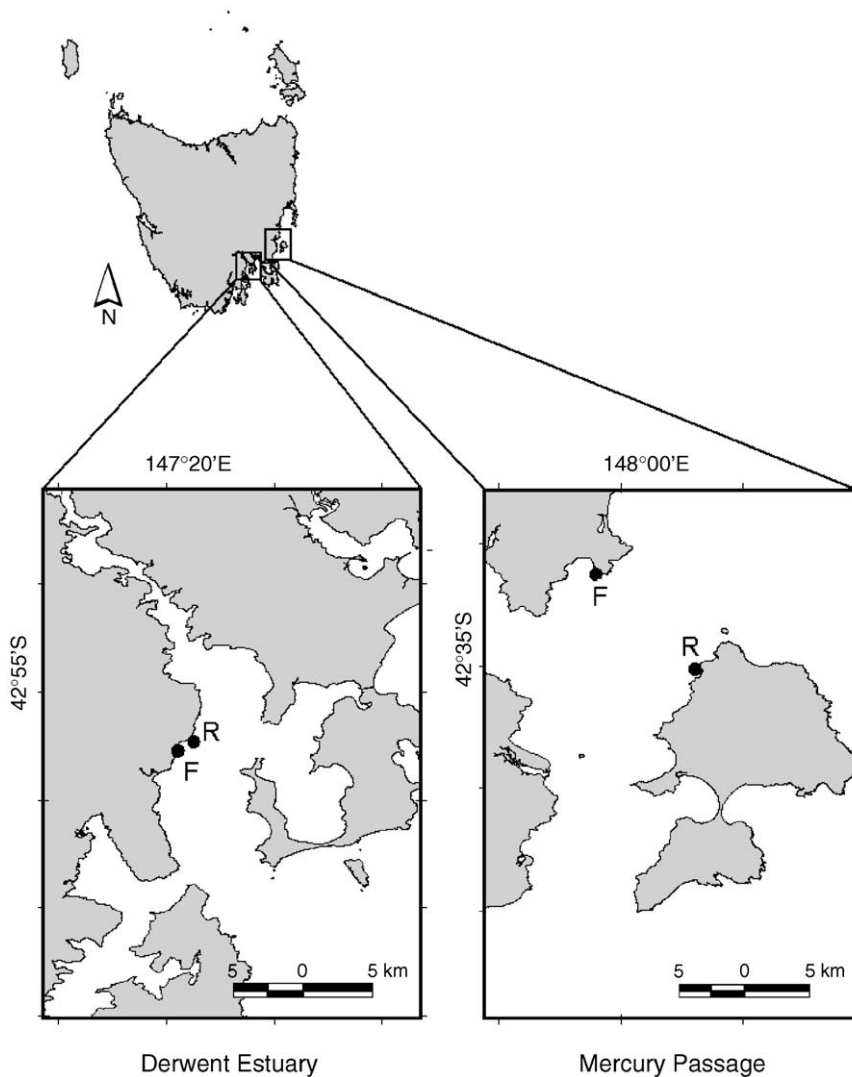 N
147°20'E
148°00'E
42°55'S
42°35'S
R
F
F
R
5 0 5 km
5 0 5 km
Derwent Estuary
Mercury Passage